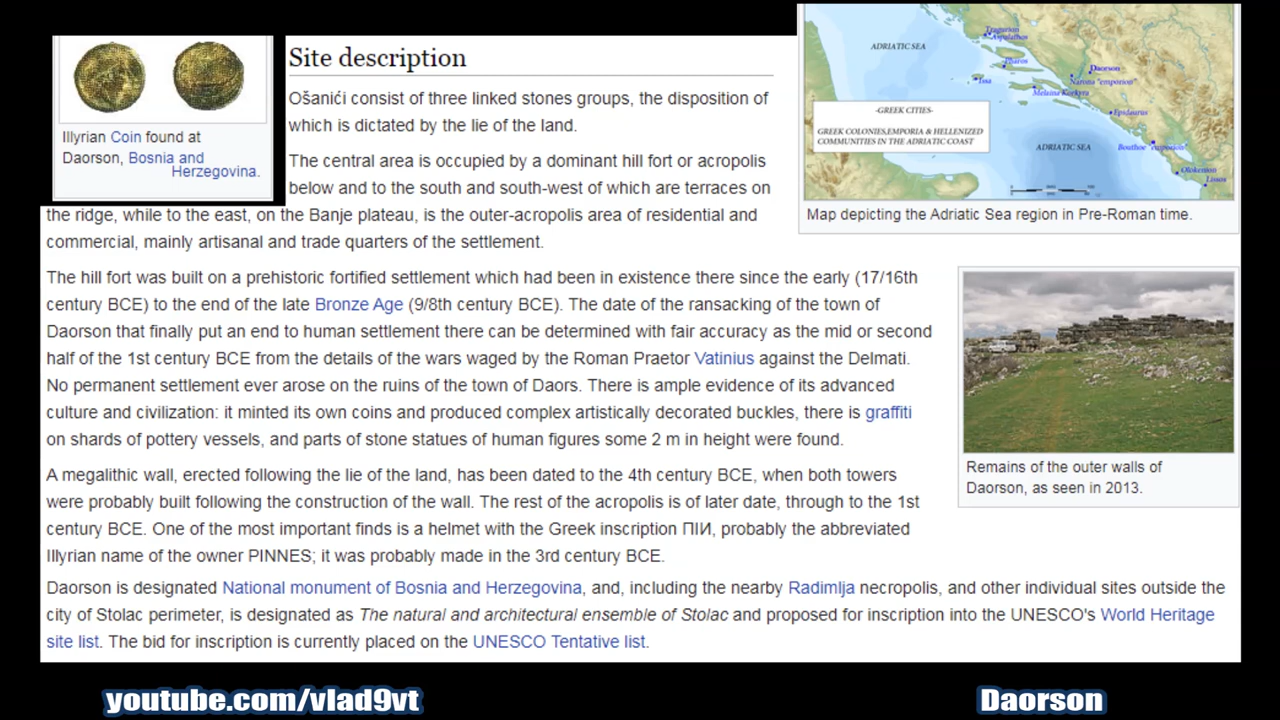 Illyrian Coin found at
Daorson, Bosnia and
Herzegovina.
Site description
Ošanići consist of three linked stones groups, the disposition of
which is dictated by the lie of the land.
The central area is occupied by a dominant hill fort or acropolis
below and to the south and south-west of which are terraces on
the ridge, while to the east, on the Banje plateau, is the outer-acropolis area of residential and
commercial, mainly artisanal and trade quarters of the settlement.
The hill fort was built on a prehistoric fortified settlement which had been in existence there since the early (17/16th
century BCE) to the end of the late Bronze Age (9/8th century BCE). The date of the ransacking of the town of
Daorson that finally put an end to human settlement there can be determined with fair accuracy as the mid or second
half of the 1st century BCE from the details of the wars waged by the Roman Praetor Vatinius against the Delmati.
No permanent settlement ever arose on the ruins of the town of Daors. There is ample evidence of its advanced
culture and civilization: it minted its own coins and produced complex artistically decorated buckles, there is graffiti
on shards of pottery vessels, and parts of stone statues of human figures some 2 m in height were found.
A megalithic wall, erected following the lie of the land, has been dated to the 4th century BCE, when both towers
were probably built following the construction of the wall. The rest of the acropolis is of later date, through to the 1st
century BCE. One of the most important finds is a helmet with the Greek inscription ΠΙИ, probably the abbreviated
Illyrian name of the owner PINNES; it was probably made in the 3rd century BCE.
Daorson is designated National monument of Bosnia and Herzegovina, and, including the nearby Radimlja necropolis, and other individual sites outside the
city of Stolac perimeter, is designated as The natural and architectural ensemble of Stolac and proposed for inscription into the UNESCO's World Heritage
site list. The bid for inscription is currently placed on the UNESCO Tentative list.
ADRIATIC SEA
Tragurion
Pharos
Issa
Daorson
Narona "emporion"
Melaina Korkyra
Epidaurus
-GREEK CITIES-
GREEK COLONIES,EMPORIA & HELLENIZED
COMMUNITIES IN THE ADRIATIC COAST
ADRIATIC SEA
Bouthoe "emporion"
Lissus
Map depicting the Adriatic Sea region in Pre-Roman time.
Remains of the outer walls of
Daorson, as seen in 2013.
youtube.com/vlad9vt
Daorson